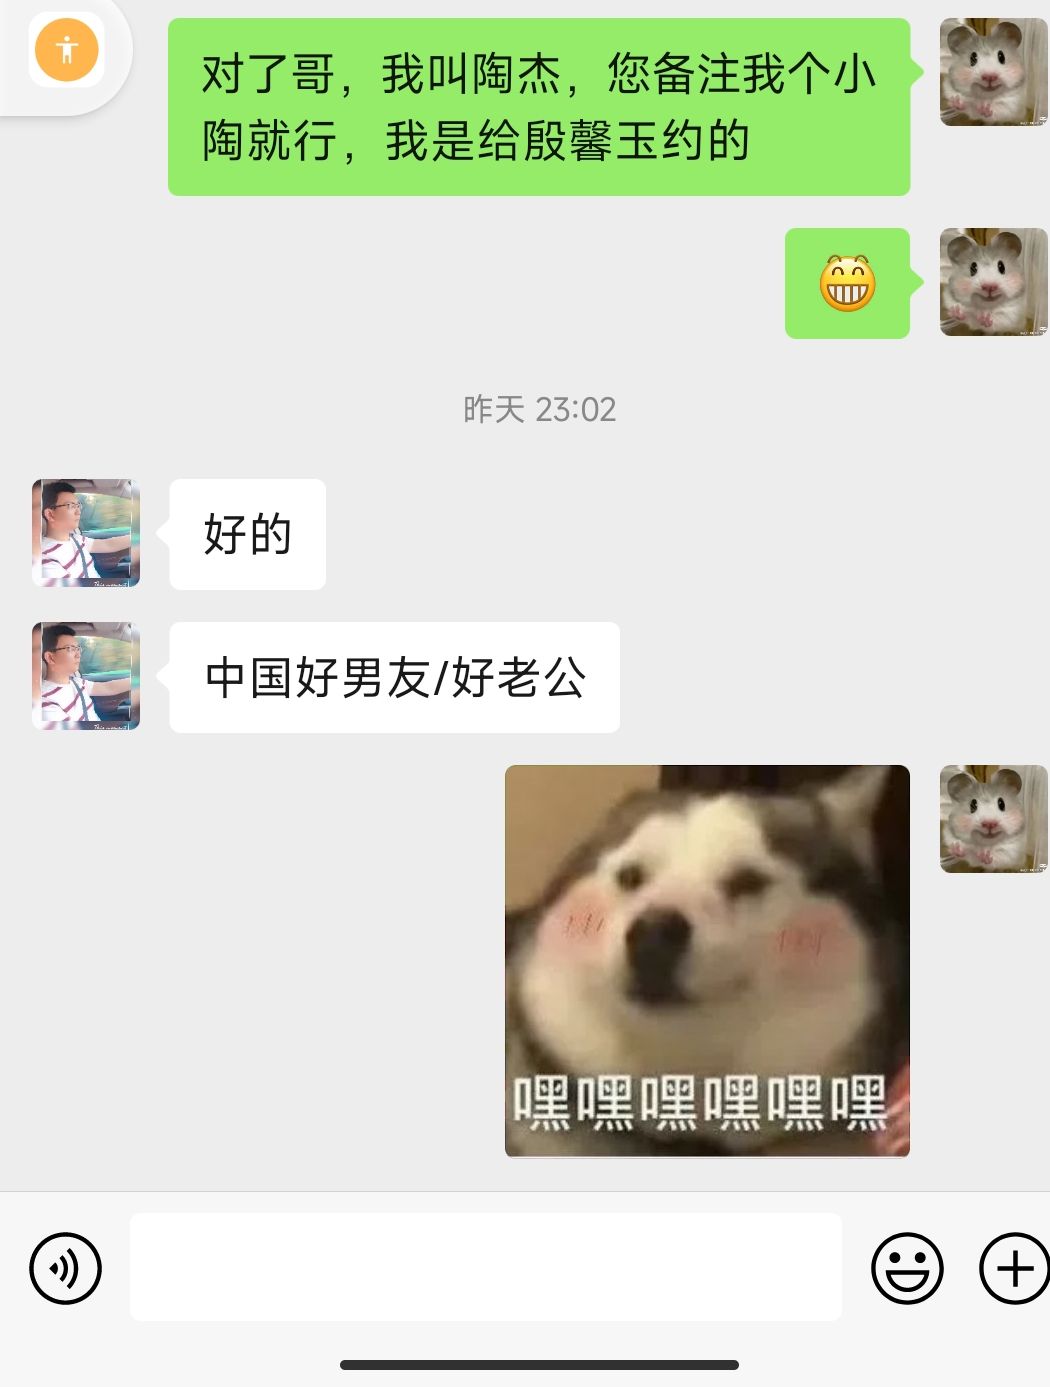 对了哥，我叫陶杰，您备注我个小
陶就行，我是给殷馨玉约的
昨天 23:02
好的
中国好男友/好老公
嘿嘿嘿嘿嘿嘿